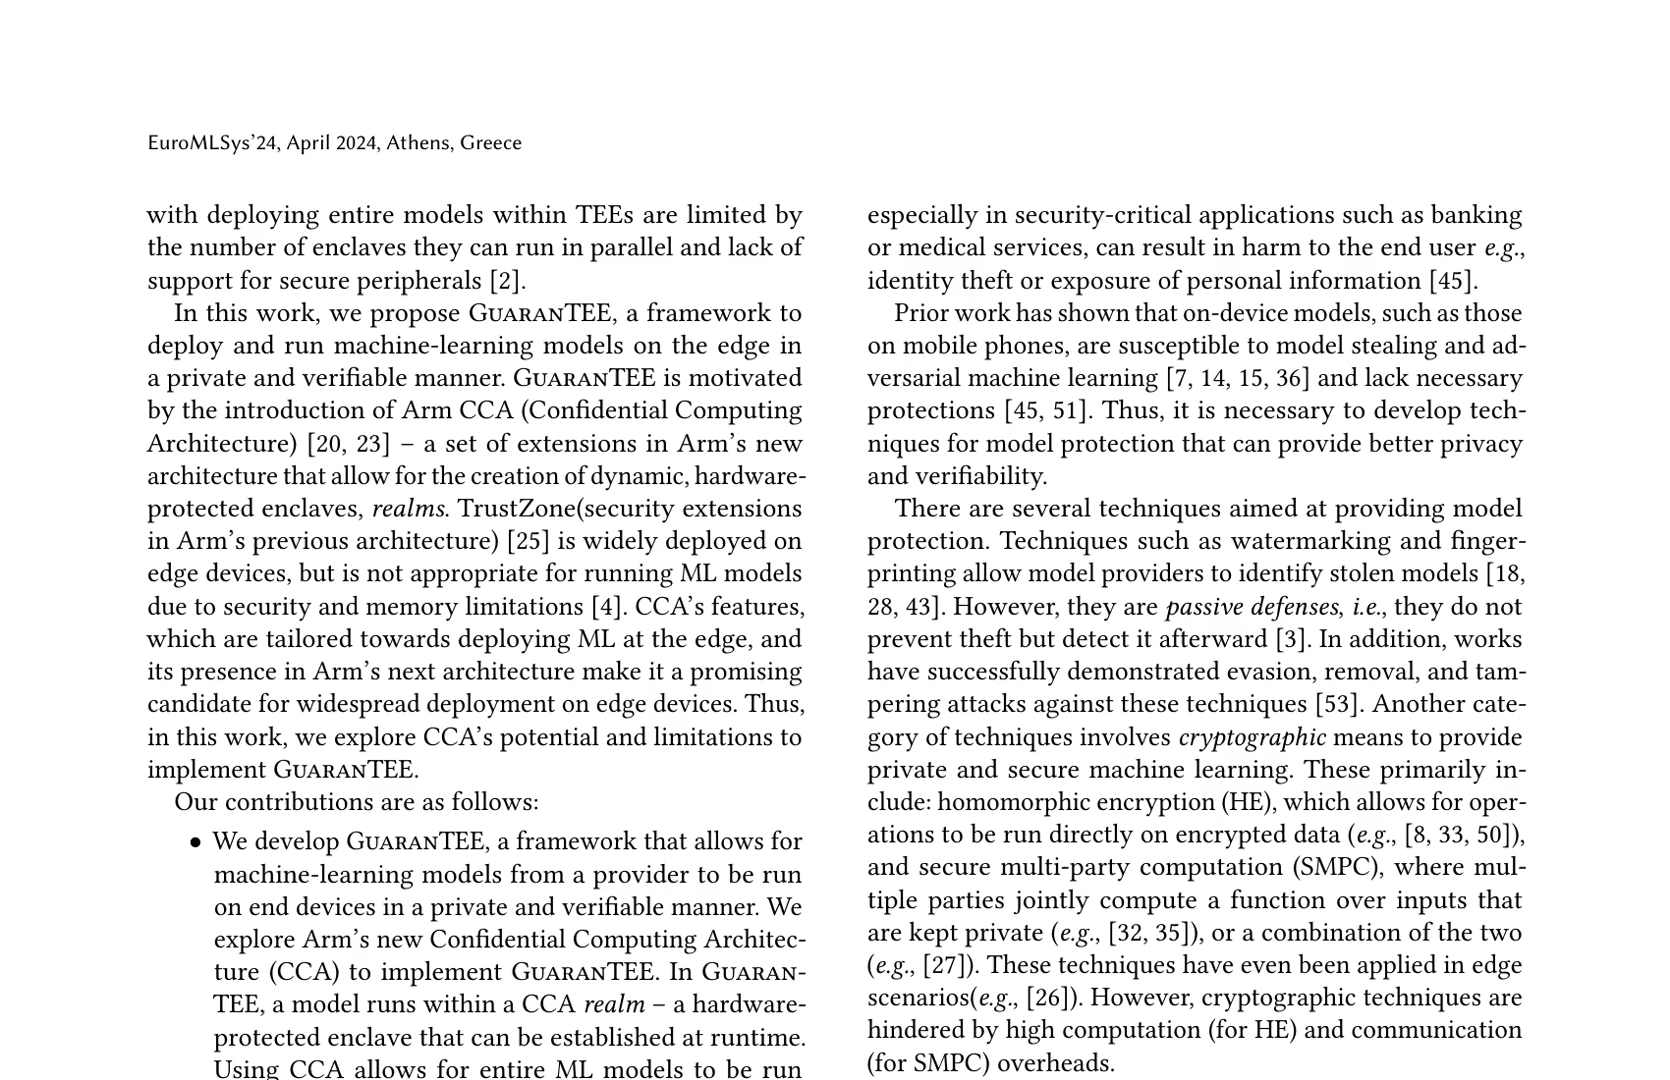 EuroMLSys’24, April 2024, Athens, Greece
with deploying entire models within TEEs are limited by
the number of enclaves they can run in parallel and lack of
support for secure peripherals [2].
In this work, we propose GuaranTEE, a framework to
deploy and run machine-learning models on the edge in
a private and verifiable manner. GuaranTEE is motivated
by the introduction of Arm CCA (Confidential Computing
Architecture) [20, 23] – a set of extensions in Arm’s new
architecture that allow for the creation of dynamic, hardware-
protected enclaves, realms. TrustZone(security extensions
in Arm’s previous architecture) [25] is widely deployed on
edge devices, but is not appropriate for running ML models
due to security and memory limitations [4]. CCA’s features,
which are tailored towards deploying ML at the edge, and
its presence in Arm’s next architecture make it a promising
candidate for widespread deployment on edge devices. Thus,
in this work, we explore CCA’s potential and limitations to
implement GuaranTEE.
Our contributions are as follows:
• We develop GuaranTEE, a framework that allows for
machine-learning models from a provider to be run
on end devices in a private and verifiable manner. We
explore Arm’s new Confidential Computing Architec-
ture (CCA) to implement GuaranTEE. In Guaran-
TEE, a model runs within a CCA realm – a hardware-
protected enclave that can be established at runtime.
Using CCA allows for entire ML models to be run
especially in security-critical applications such as banking
or medical services, can result in harm to the end user e.g.,
identity theft or exposure of personal information [45].
Prior work has shown that on-device models, such as those
on mobile phones, are susceptible to model stealing and ad-
versarial machine learning [7, 14, 15, 36] and lack necessary
protections [45, 51]. Thus, it is necessary to develop tech-
niques for model protection that can provide better privacy
and verifiability.
There are several techniques aimed at providing model
protection. Techniques such as watermarking and finger-
printing allow model providers to identify stolen models [18,
28, 43]. However, they are passive defenses, i.e., they do not
prevent theft but detect it afterward [3]. In addition, works
have successfully demonstrated evasion, removal, and tam-
pering attacks against these techniques [53]. Another cate-
gory of techniques involves cryptographic means to provide
private and secure machine learning. These primarily in-
clude: homomorphic encryption (HE), which allows for oper-
ations to be run directly on encrypted data (e.g., [8, 33, 50]),
and secure multi-party computation (SMPC), where mul-
tiple parties jointly compute a function over inputs that
are kept private (e.g., [32, 35]), or a combination of the two
(e.g., [27]). These techniques have even been applied in edge
scenarios(e.g., [26]). However, cryptographic techniques are
hindered by high computation (for HE) and communication
(for SMPC) overheads.